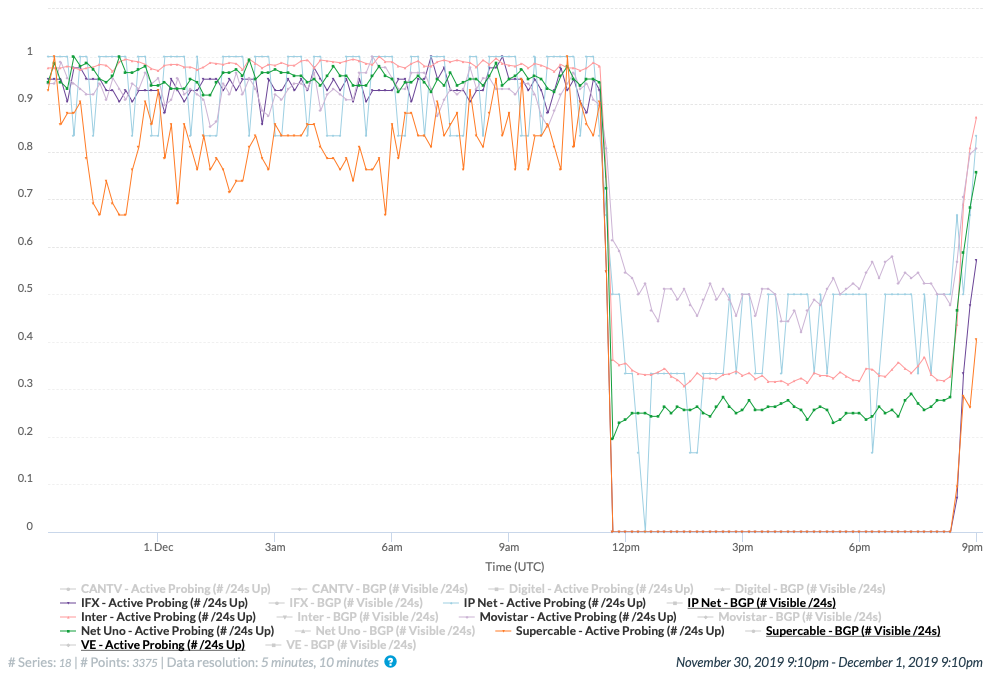 1
0.9
0.8
0.7
0.6
0.5
0.4
0.3
0.2
0.1
0
1. Dec 3am 6am 9am 12pm 3pm 6pm 9pm
Time (UTC)
CANTV - Active Probing (# /24s Up) CANTV - BGP (# Visible /24s) Digitel - Active Probing (# /24s Up) Digitel - BGP (# Visible /24s)
IFX - Active Probing (# /24s Up) IFX - BGP (# Visible /24s) IP Net - Active Probing (# /24s Up) IP Net - BGP (# Visible /24s)
Inter - Active Probing (# /24s Up) Inter - BGP (# Visible /24s) Movistar - Active Probing (# /24s Up) Movistar - BGP (# Visible /24s)
Net Uno - Active Probing (# /24s Up) Net Uno - BGP (# Visible /24s) Supercable - Active Probing (# /24s Up) Supercable - BGP (# Visible /24s)
VE - Active Probing (# /24s Up) VE - BGP (# Visible /24s)
# Series: 18 | # Points: 3375 | Data resolution: 5 minutes, 10 minutes ? November 30, 2019 9:10pm - December 1, 2019 9:10pm